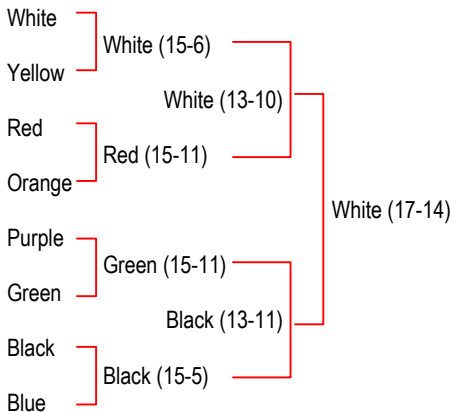 White
White (15-6)
Yellow
White (13-10)
Red
Red (15-11)
Orange
White (17-14)
Purple
Green (15-11)
Green
Black (13-11)
Black
Black (15-5)
Blue